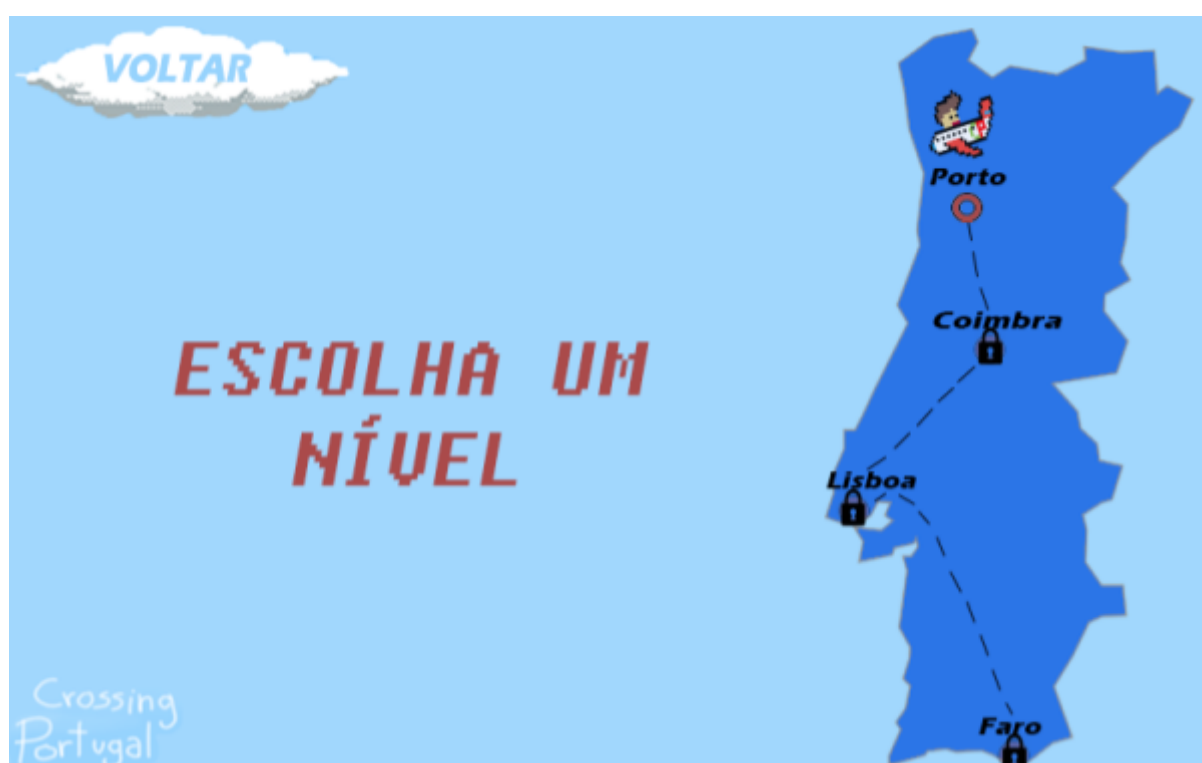 VOLTAR
Porto
Coimbra
ESCOLHA UM
NÍVEL
Lisboa
Faro
Crossing
Portugal